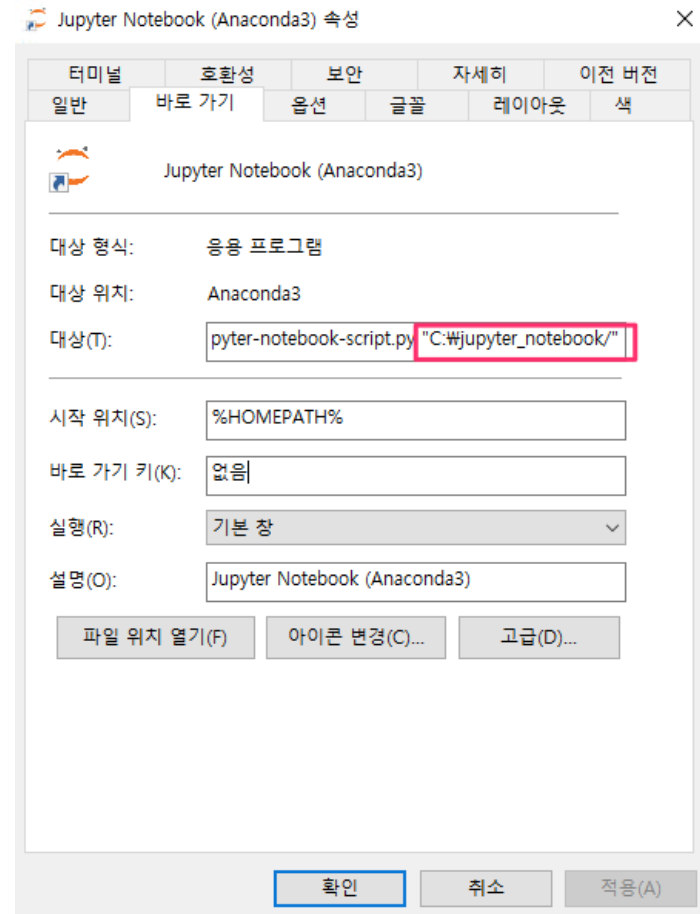 Jupyter Notebook (Anaconda3) 속성
터미널 호환성 보안 자세히 이전 버전
일반 바로 가기 옵션 글꼴 레이아웃 색
Jupyter Notebook (Anaconda3)
대상 형식: 응용 프로그램
대상 위치: Anaconda3
대상(T): pyter-notebook-script.py "C:₩jupyter_notebook/"
시작 위치(S): %HOMEPATH%
바로 가기 키(K): 없음
실행(R): 기본 창
설명(O): Jupyter Notebook (Anaconda3)
파일 위치 열기(F) 아이콘 변경(C)... 고급(D)...
확인 취소 적용(A)